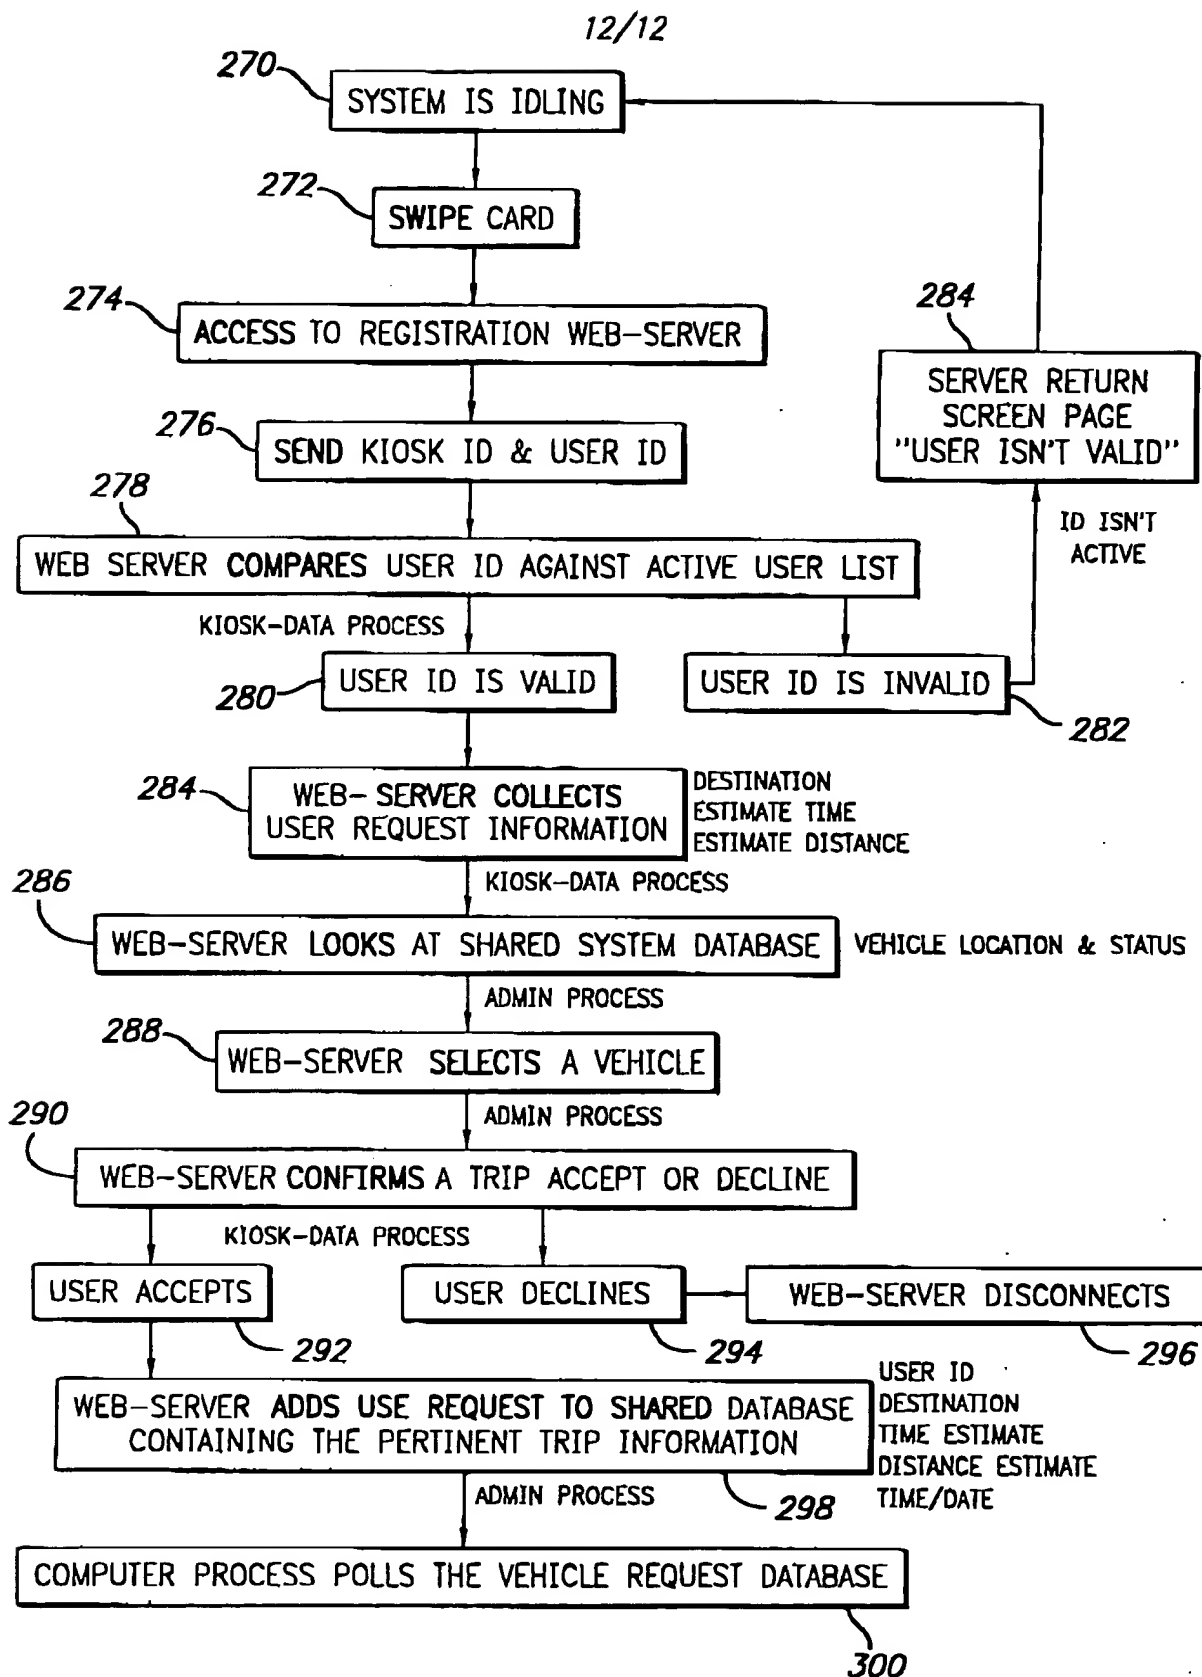 12/12
270
SYSTEM IS IDLING
272
SWIPE CARD
274
ACCESS TO REGISTRATION WEB-SERVER
284
SERVER RETURN
SCREEN PAGE
"USER ISN'T VALID"
276
SEND KIOSK ID & USER ID
278
ID ISN'T
ACTIVE
WEB SERVER COMPARES USER ID AGAINST ACTIVE USER LIST
KIOSK-DATA PROCESS
280
USER ID IS VALID
USER ID IS INVALID
282
284
WEB-SERVER COLLECTS
USER REQUEST INFORMATION
DESTINATION
ESTIMATE TIME
ESTIMATE DISTANCE
KIOSK-DATA PROCESS
286
WEB-SERVER LOOKS AT SHARED SYSTEM DATABASE
VEHICLE LOCATION & STATUS
ADMIN PROCESS
288
WEB-SERVER SELECTS A VEHICLE
ADMIN PROCESS
290
WEB-SERVER CONFIRMS A TRIP ACCEPT OR DECLINE
KIOSK-DATA PROCESS
USER ACCEPTS
292
USER DECLINES
294
WEB-SERVER DISCONNECTS
296
WEB-SERVER ADDS USE REQUEST TO SHARED DATABASE
CONTAINING THE PERTINENT TRIP INFORMATION
298
USER ID
DESTINATION
TIME ESTIMATE
DISTANCE ESTIMATE
TIME/DATE
ADMIN PROCESS
COMPUTER PROCESS POLLS THE VEHICLE REQUEST DATABASE
300